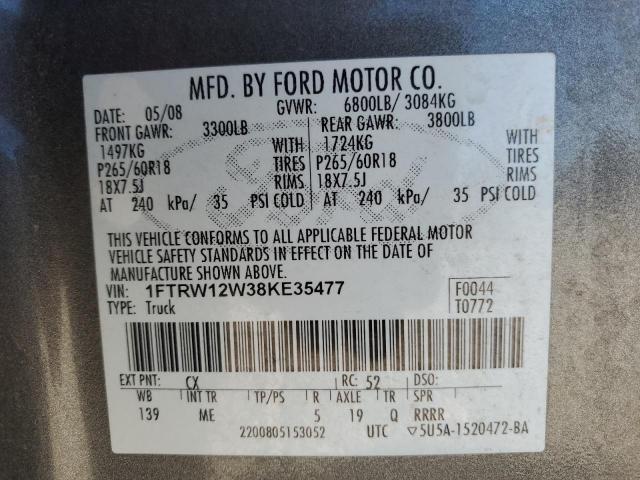 MFD. BY FORD MOTOR CO.
DATE: 05/08 GVWR: 6800LB/ 3084KG
FRONT GAWR: 3300LB REAR GAWR: 3800LB
1497KG WITH 1724KG WITH
P265/60R18 TIRES P265/60R18 TIRES
18X7.5J RIMS 18X7.5J RIMS
AT 240 kPa/ 35 PSI COLD AT 240 kPa/ 35 PSI COLD
Ford
THIS VEHICLE CONFORMS TO ALL APPLICABLE FEDERAL MOTOR
VEHICLE SAFETY STANDARDS IN EFFECT ON THE DATE OF
MANUFACTURE SHOWN ABOVE.
VIN: 1FTRW12W38KE35477 F0044
TYPE: Truck T0772
EXT PNT: CX RC: 52 DSO:
WB INT TR TP/PS R AXLE TR SPR
139 ME 5 19 Q RRRR
2200805153052 UTC ▽5U5A-1520472-BA